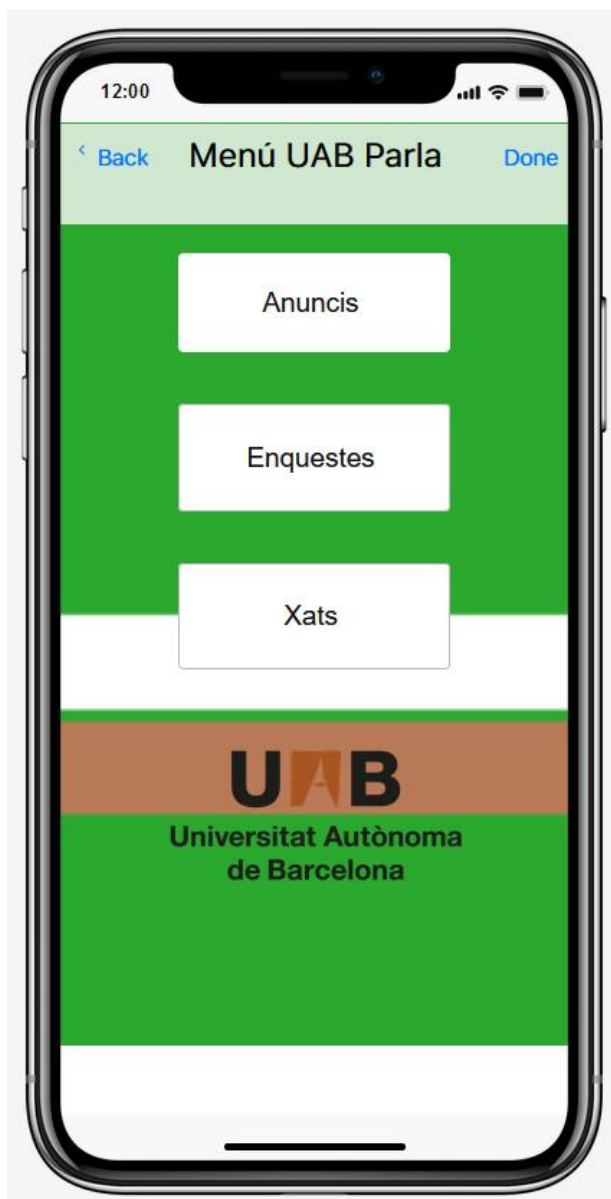 12:00
Back Menú UAB Parla Done
Anuncis
Enquestes
Xats
UAB
Universitat Autònoma
de Barcelona